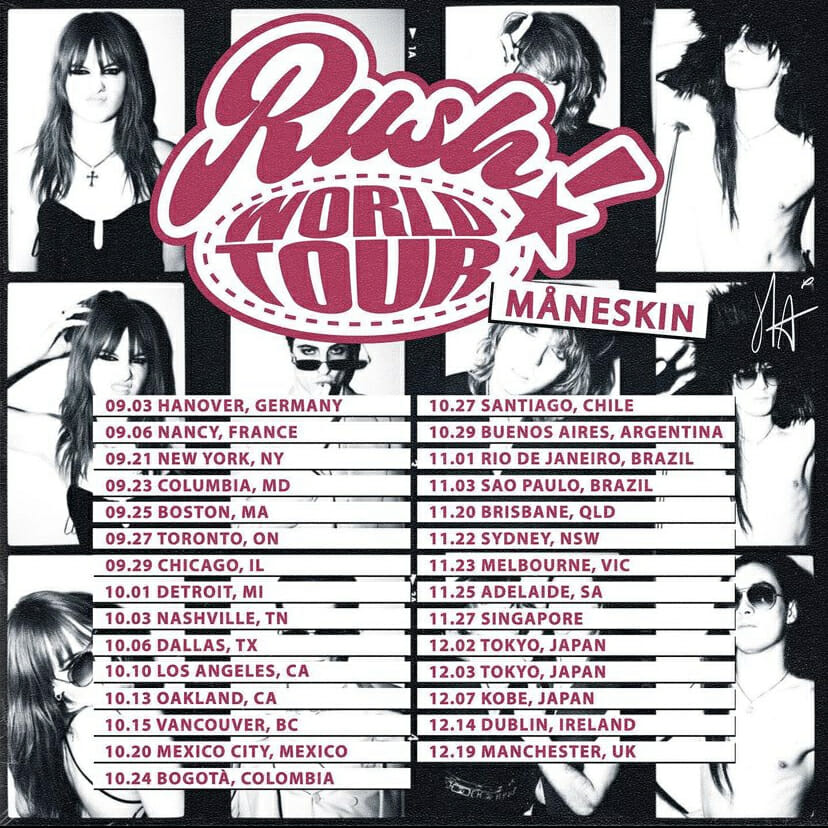 Rush!
WORLD
TOUR
MÅNESKIN
09.03 HANOVER, GERMANY
09.06 NANCY, FRANCE
09.21 NEW YORK, NY
09.23 COLUMBIA, MD
09.25 BOSTON, MA
09.27 TORONTO, ON
09.29 CHICAGO, IL
10.01 DETROIT, MI
10.03 NASHVILLE, TN
10.06 DALLAS, TX
10.10 LOS ANGELES, CA
10.13 OAKLAND, CA
10.15 VANCOUVER, BC
10.20 MEXICO CITY, MEXICO
10.24 BOGOTÀ, COLOMBIA
10.27 SANTIAGO, CHILE
10.29 BUENOS AIRES, ARGENTINA
11.01 RIO DE JANEIRO, BRAZIL
11.03 SAO PAULO, BRAZIL
11.20 BRISBANE, QLD
11.22 SYDNEY, NSW
11.23 MELBOURNE, VIC
11.25 ADELAIDE, SA
11.27 SINGAPORE
12.02 TOKYO, JAPAN
12.03 TOKYO, JAPAN
12.07 KOBE, JAPAN
12.14 DUBLIN, IRELAND
12.19 MANCHESTER, UK